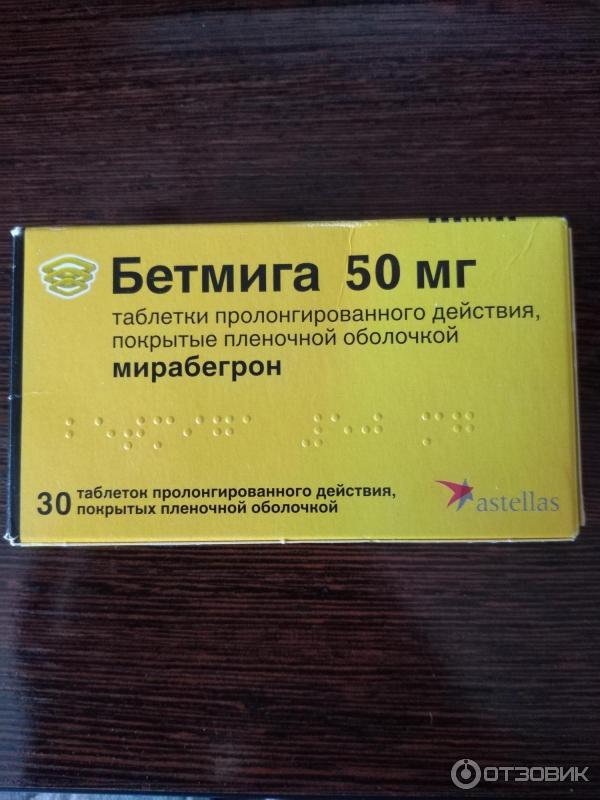 Бетмига 50 мг
таблетки пролонгированного действия,
покрытые пленочной оболочкой
мирабегрон
30 таблеток пролонгированного действия,
покрытых пленочной оболочкой
astellas
ОТЗОВИК